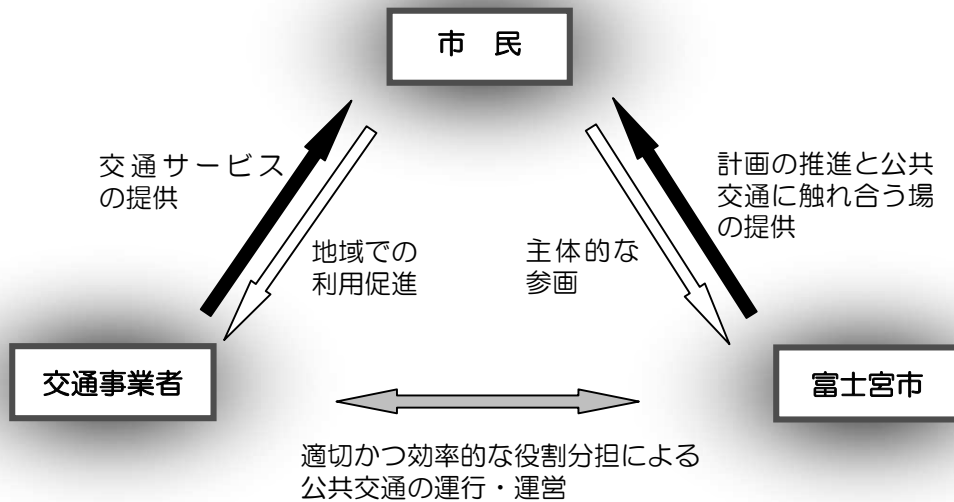 市　民
交通サービス
の提供
計画の推進と公共
交通に触れ合う場
の提供
地域での
利用促進
主体的な
参画
交通事業者
富士宮市
適切かつ効率的な役割分担による
公共交通の運行・運営